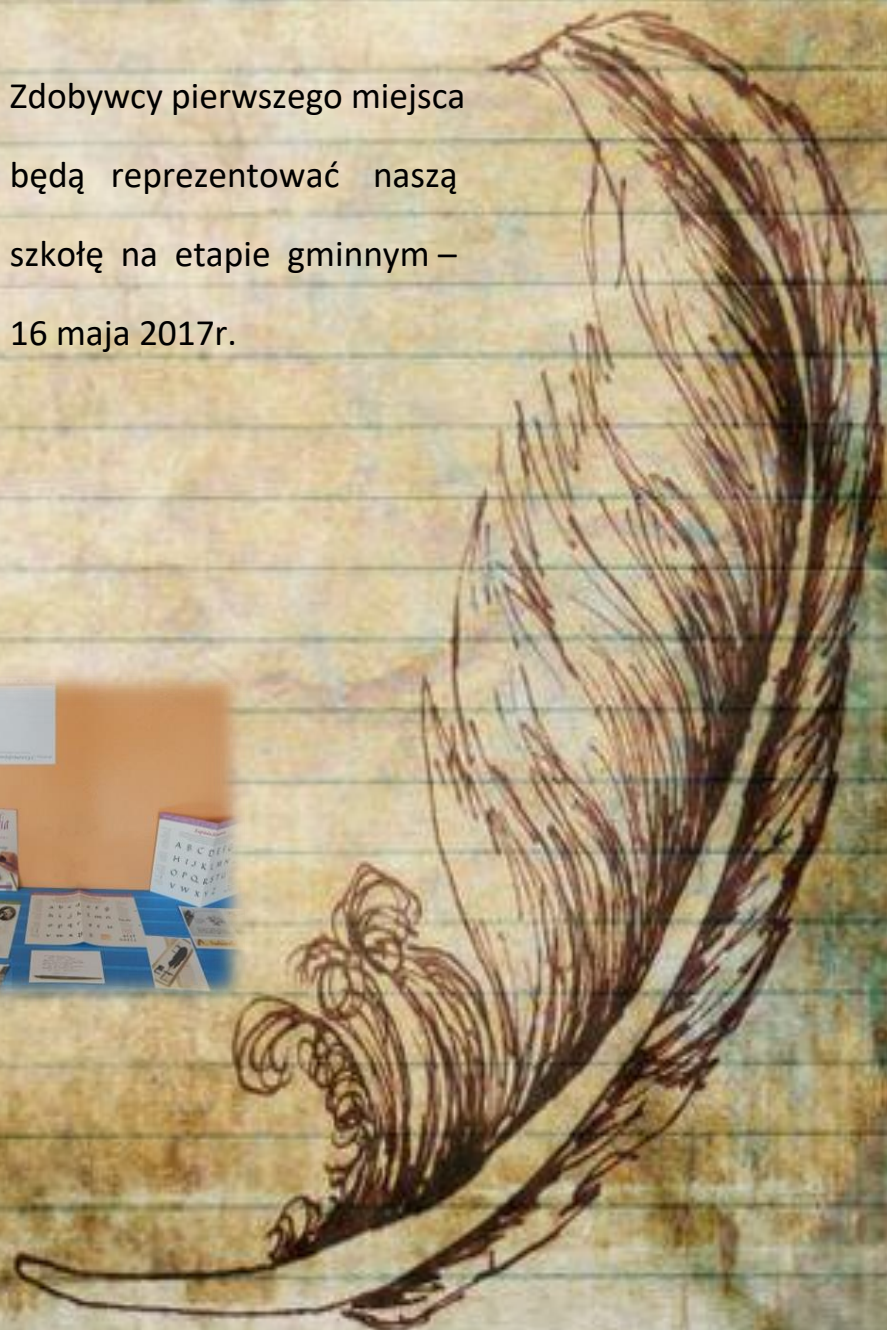 Zdobywcy pierwszego miejsca
będą reprezentować naszą
szkołę na etapie gminnym –
16 maja 2017r.
A B C D E F G
H I J K L M N
O P Q R S T U
V W X Y Z